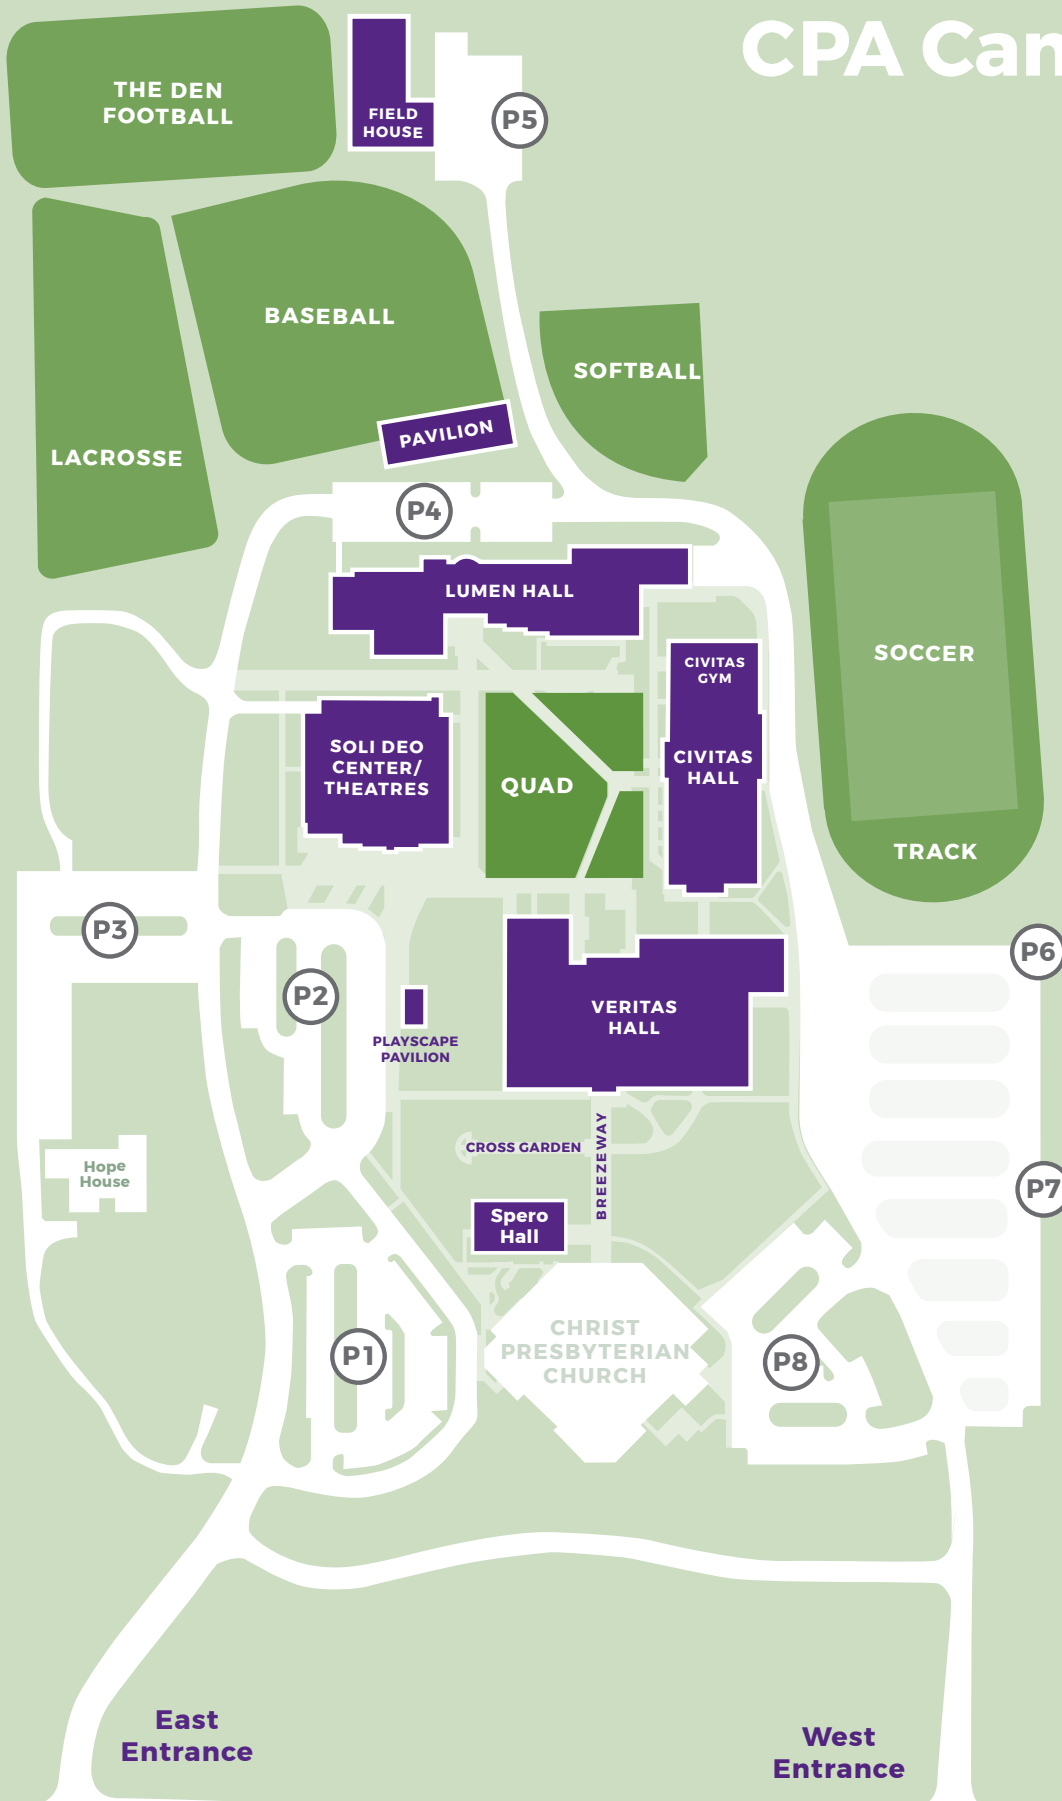 CPA Cam
THE DEN
FOOTBALL
FIELD
HOUSE
P5
BASEBALL
SOFTBALL
PAVILION
LACROSSE
P4
LUMEN HALL
SOCCER
CIVITAS
GYM
SOLI DEO
CENTER/
THEATRES
CIVITAS
HALL
QUAD
TRACK
P3
P6
P2
VERITAS
HALL
PLAYSCAPE
PAVILION
CROSS GARDEN
BREEZEWAY
Hope
House
P7
Spero
Hall
CHRIST
PRESBYTERIAN
CHURCH
P1
P8
East
Entrance
West
Entrance